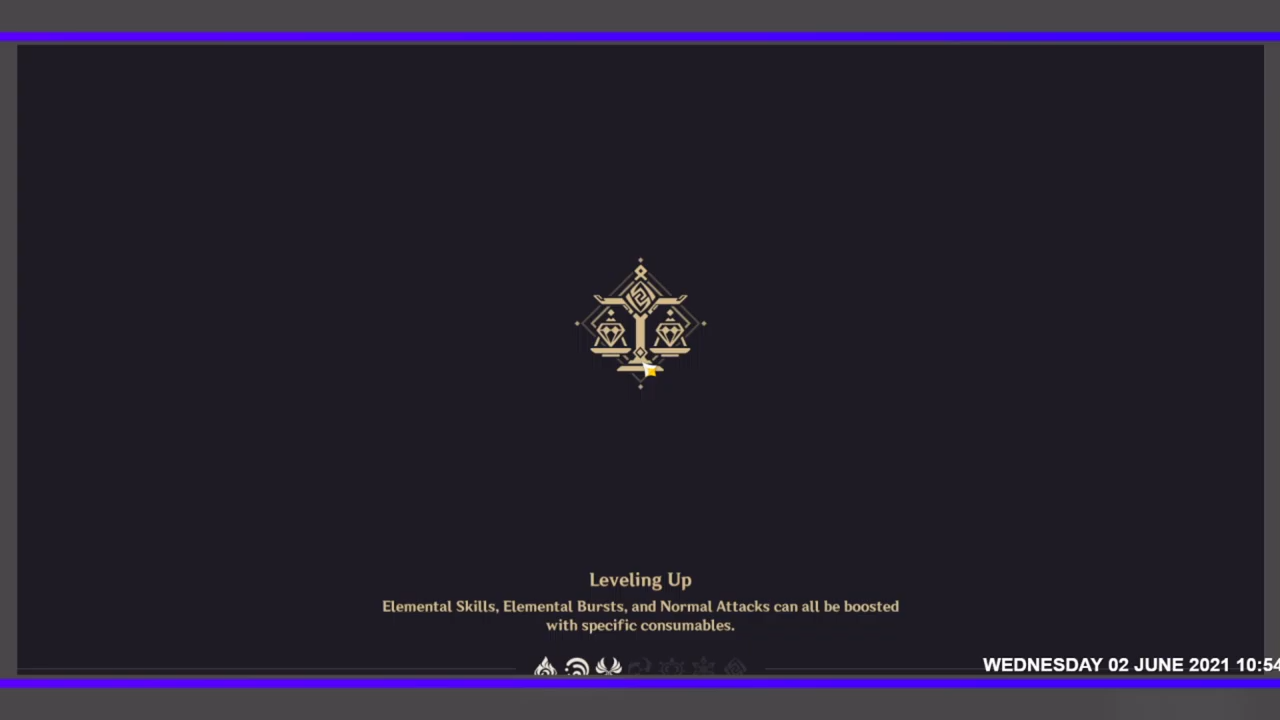 Leveling Up
Elemental Skills, Elemental Bursts, and Normal Attacks can all be boosted
with specific consumables.
WEDNESDAY 02 JUNE 2021 10:54